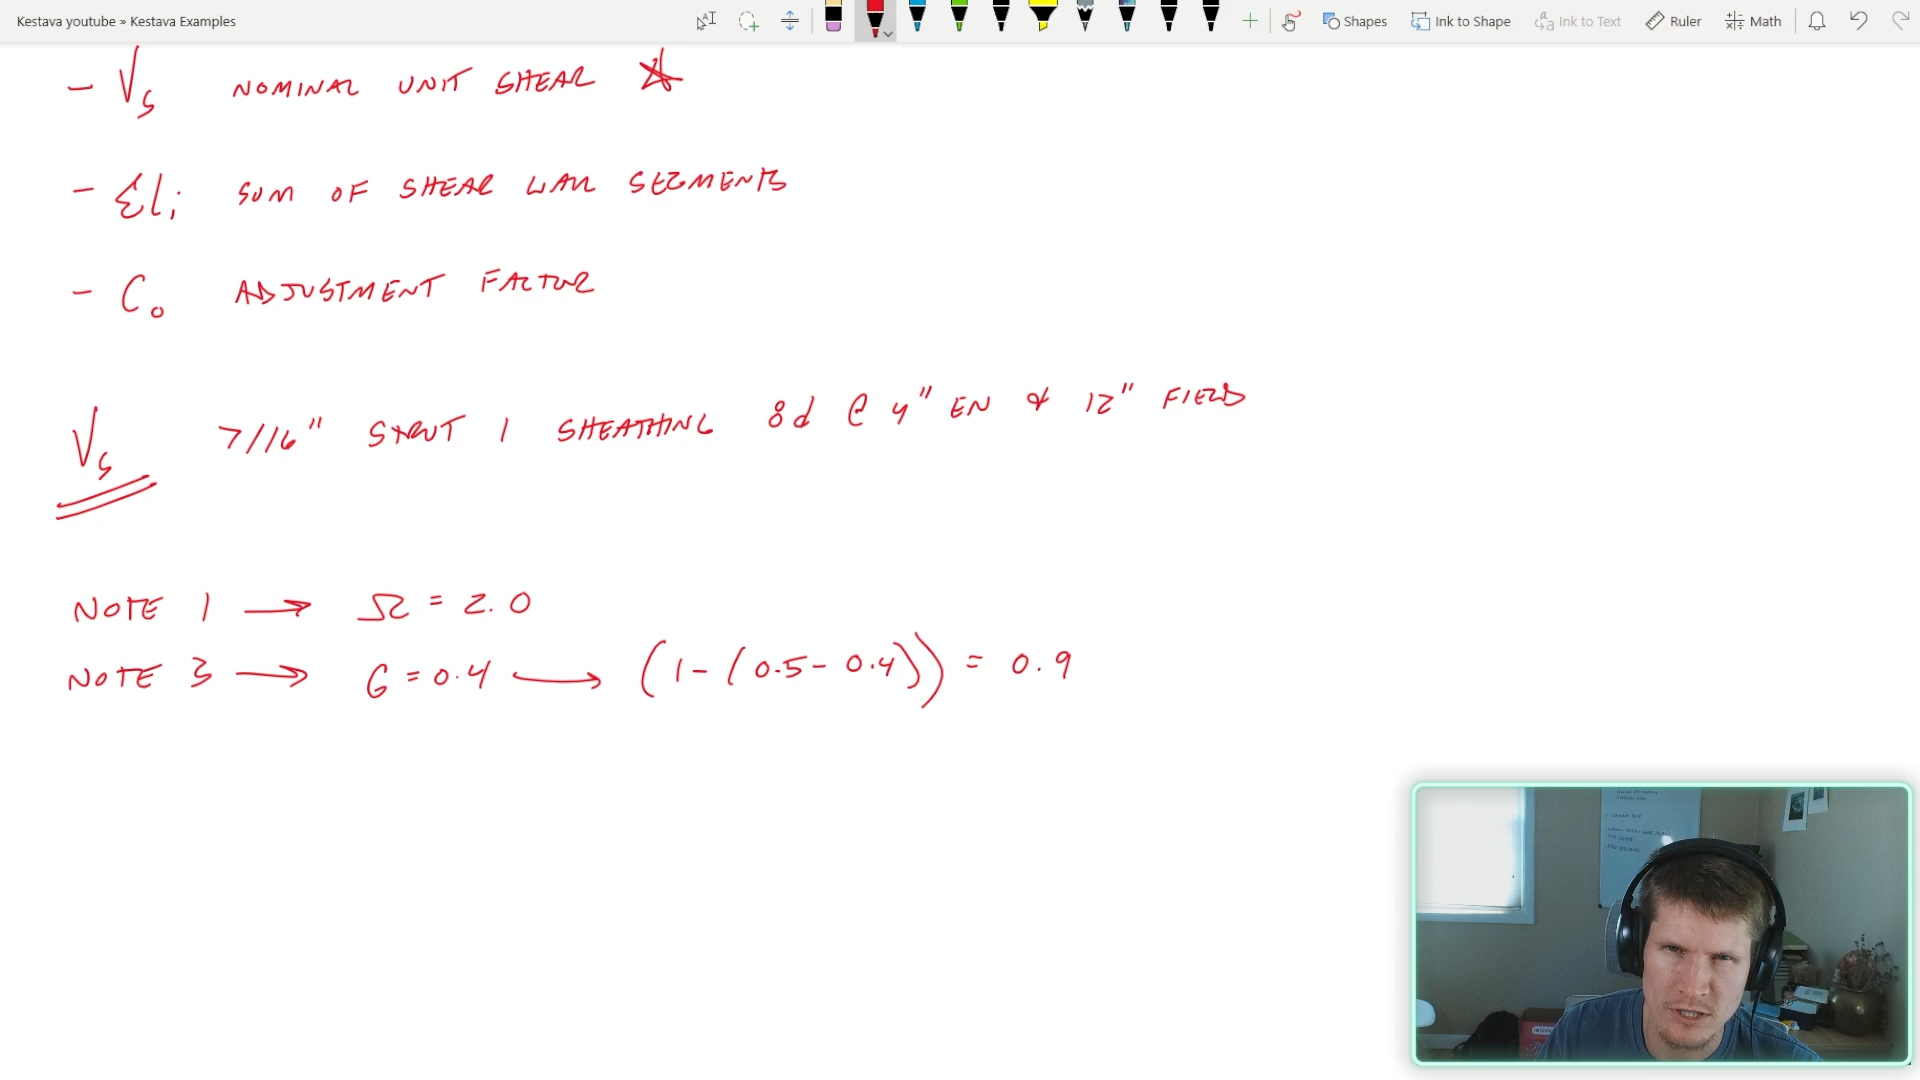 Kestava youtube » Kestava Examples
Shapes Ink to Shape Ink to Text Ruler Math
- Vs NOMINAL UNIT SHEAR
- Σli SUM OF SHEAR WALL SEGMENTS
- Co ADJUSTMENT FACTOR
Vs 7/16" STRUT 1 SHEATHING 8d @ 4" EN & 12" FIELD
NOTE 1 → Ω = 2.0
NOTE 3 → G = 0.4 → (1 - (0.5 - 0.4)) = 0.9